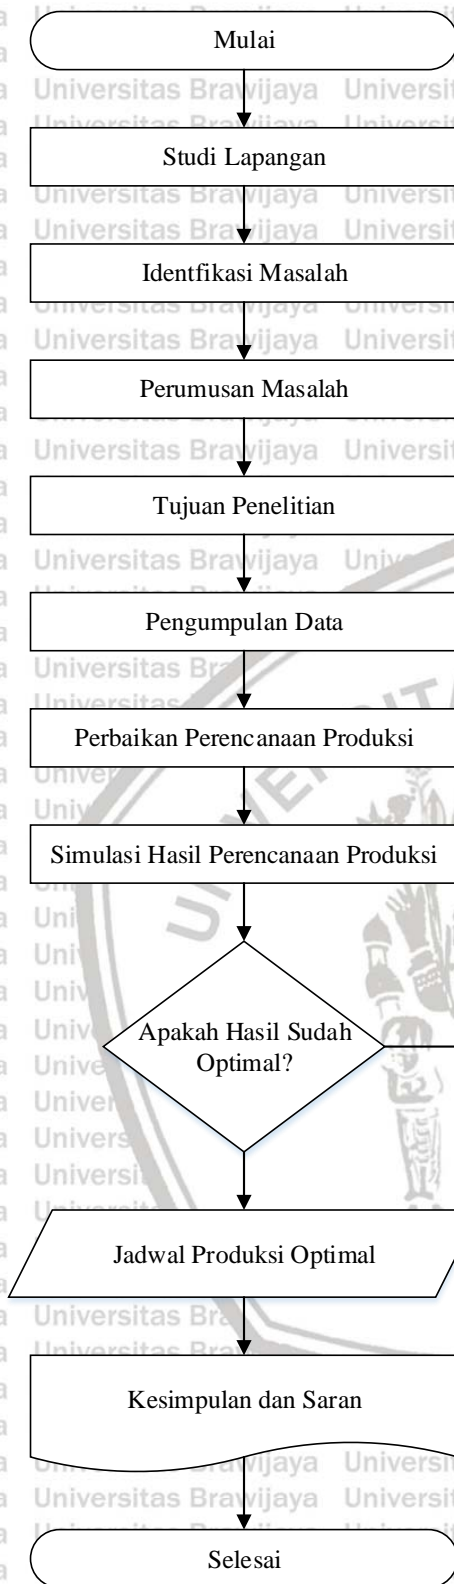 Mulai
Studi Lapangan
Identfikasi Masalah
Perumusan Masalah
Tujuan Penelitian
Pengumpulan Data
Perbaikan Perencanaan Produksi
Simulasi Hasil Perencanaan Produksi
Apakah Hasil Sudah
Optimal?
Jadwal Produksi Optimal
Kesimpulan dan Saran
Selesai